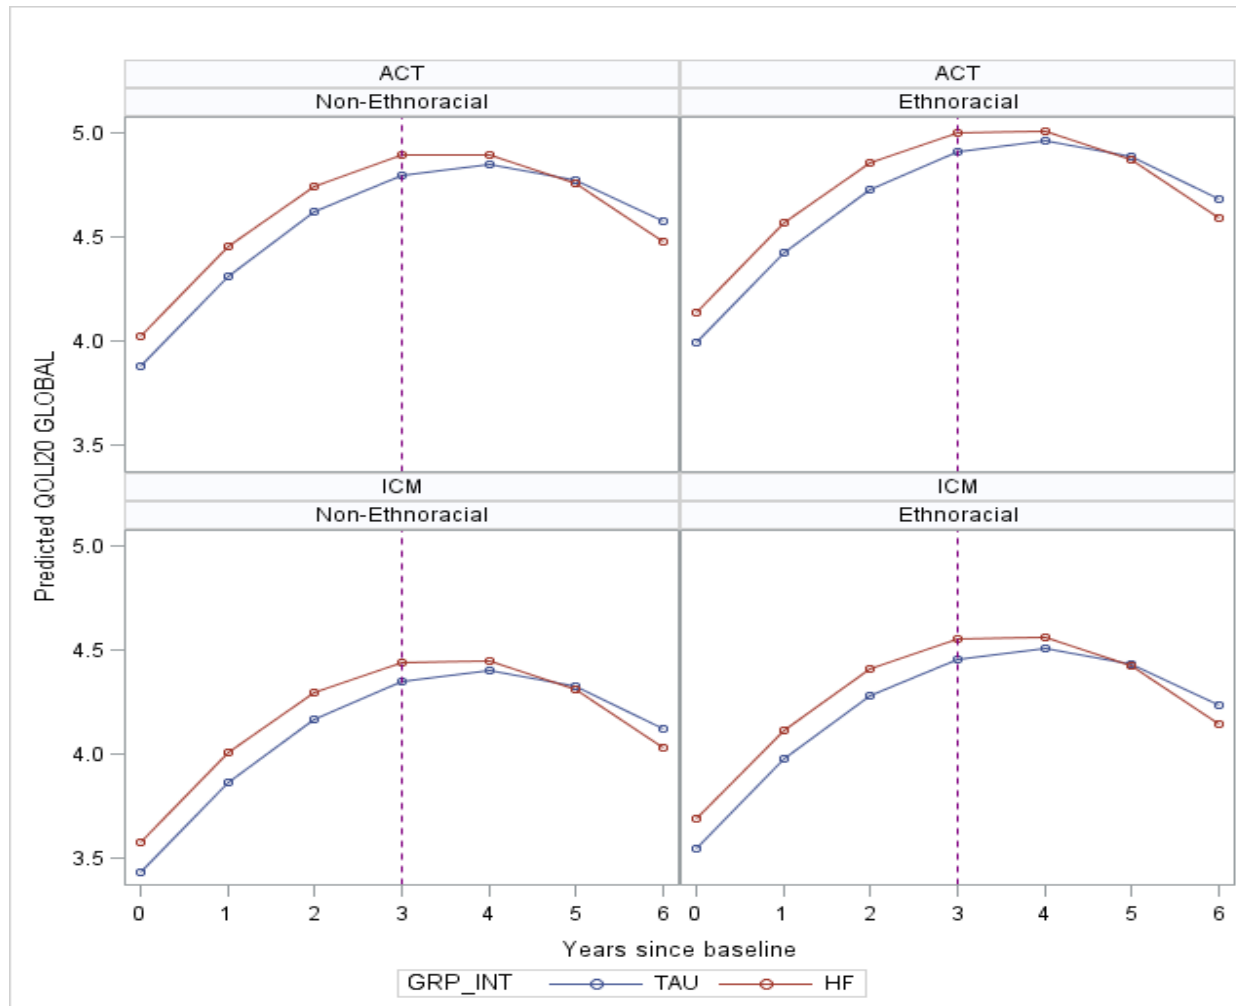 ACT
ACT
Non-Ethnoracial
Ethnoracial
5.0
4.5
4.0
3.5
Predicted QOLI20 GLOBAL
ICM
ICM
Non-Ethnoracial
Ethnoracial
5.0
4.5
4.0
3.5
0 1 2 3 4 5 6 0 1 2 3 4 5 6
Years since baseline
GRP_INT TAU HF